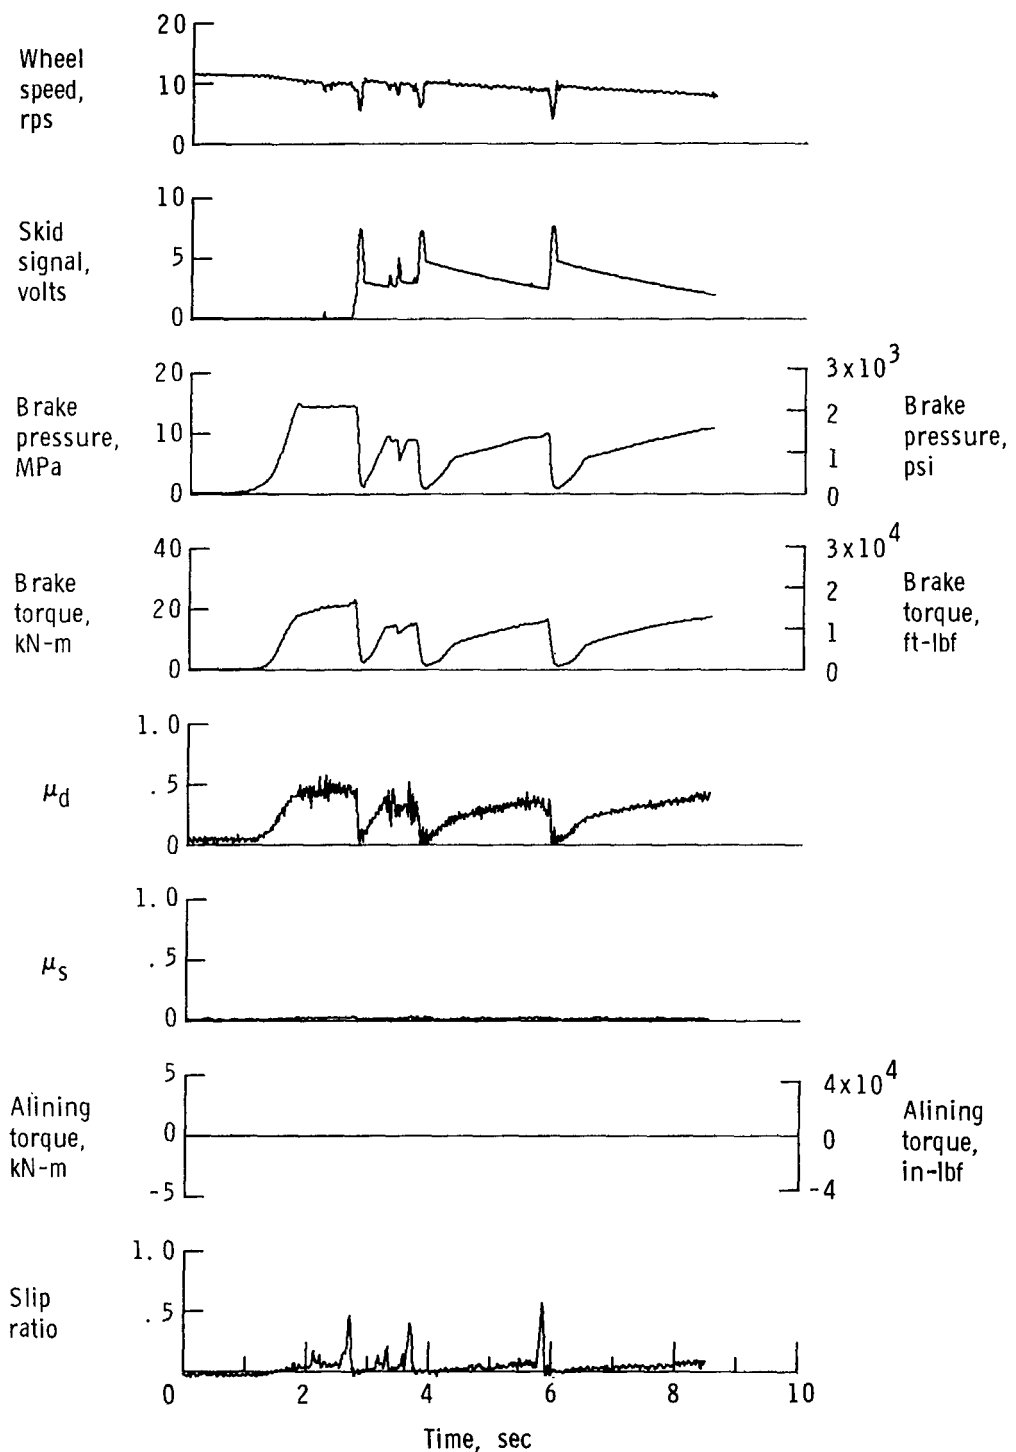 20
Wheel
speed,
rps
10
0
10
Skid
signal,
volts
5
0
20
Brake
pressure,
MPa
10
0
3x10³
2
1
0
Brake
pressure,
psi
40
Brake
torque,
kN-m
20
0
3x10⁴
2
1
0
Brake
torque,
ft-lbf
1.0
μd
.5
0
1.0
μs
.5
0
5
Alining
torque,
kN-m
0
-5
4x10⁴
0
-4
Alining
torque,
in-lbf
1.0
Slip
ratio
.5
0 2 4 6 8 10
Time, sec